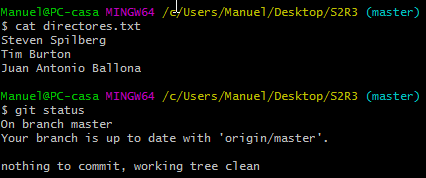 Manuel@PC-casa MINGW64 /c/Users/Manuel/Desktop/S2R3 (master)
$ cat directores.txt
Steven Spilberg
Tim Burton
Juan Antonio Ballona
Manuel@PC-casa MINGW64 /c/Users/Manuel/Desktop/S2R3 (master)
$ git status
On branch master
Your branch is up to date with 'origin/master'.
nothing to commit, working tree clean